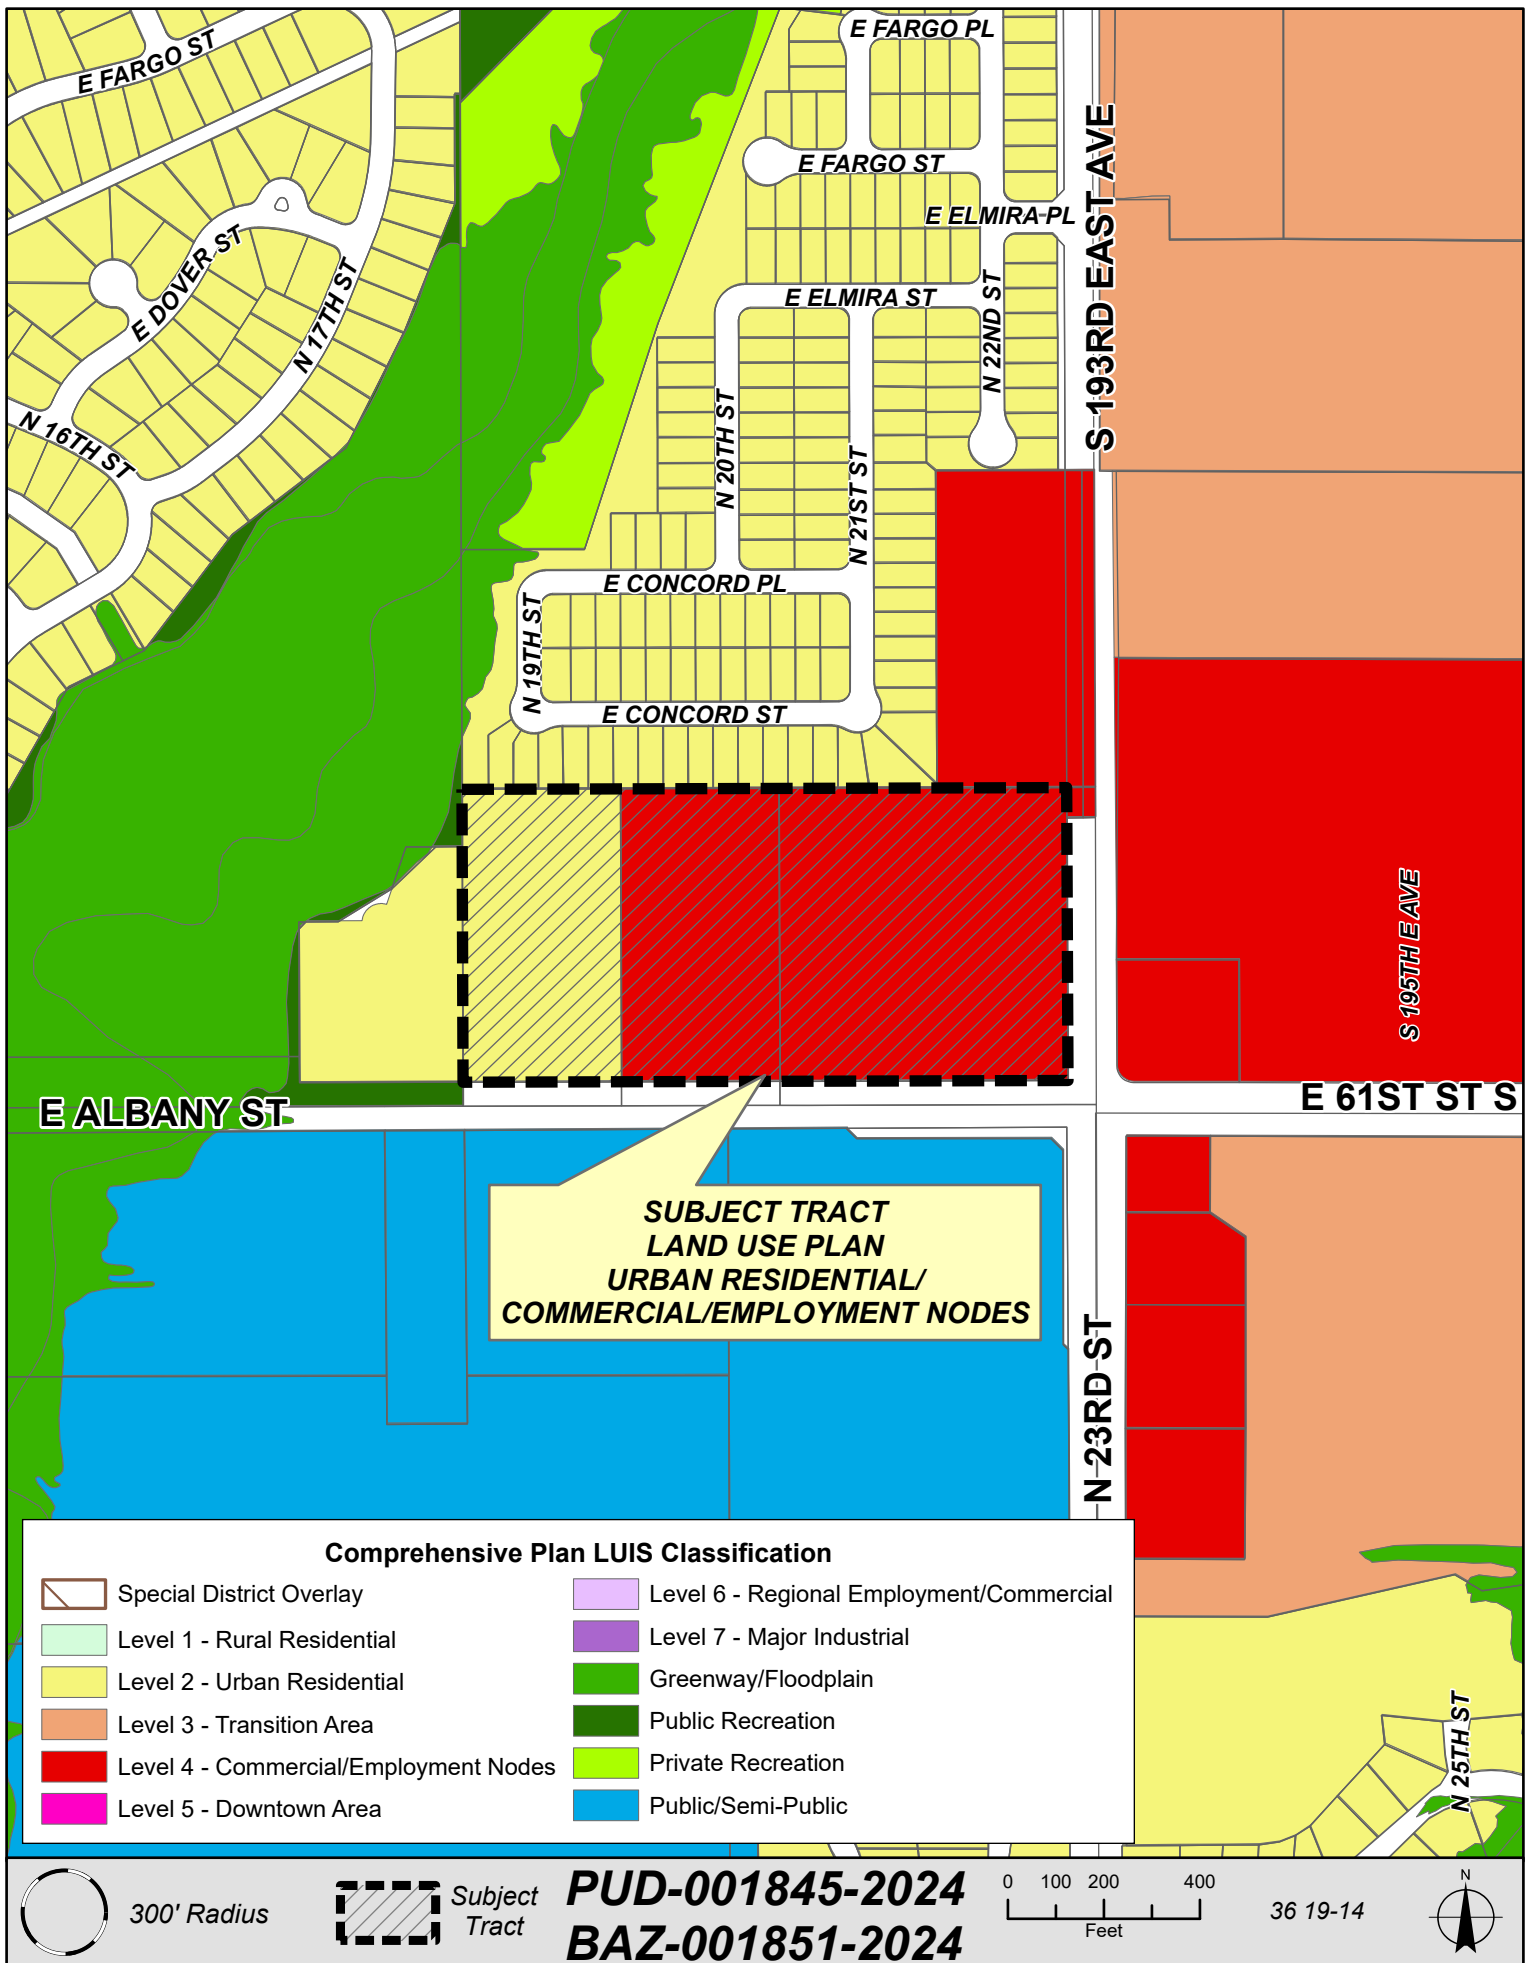 E FARGO PL
E FARGO ST
S 193RD EAST AVE
E FARGO ST
E ELMIRA PL
E DOVER ST
N 17TH ST
E ELMIRA ST
N 22ND ST
N 20TH ST
N 16TH ST
N 21ST ST
E CONCORD PL
N 19TH ST
E CONCORD ST
S 195TH E AVE
E ALBANY ST
E 61ST ST S
SUBJECT TRACT
LAND USE PLAN
URBAN RESIDENTIAL/
COMMERCIAL/EMPLOYMENT NODES
N 23RD ST
Comprehensive Plan LUIS Classification
Special District Overlay
Level 1 - Rural Residential
Level 2 - Urban Residential
Level 3 - Transition Area
Level 4 - Commercial/Employment Nodes
Level 5 - Downtown Area
Level 6 - Regional Employment/Commercial
Level 7 - Major Industrial
Greenway/Floodplain
Public Recreation
Private Recreation
Public/Semi-Public
N 25TH ST
300' Radius
Subject
Tract
PUD-001845-2024
BAZ-001851-2024
0 100 200 400
Feet
36 19-14
N